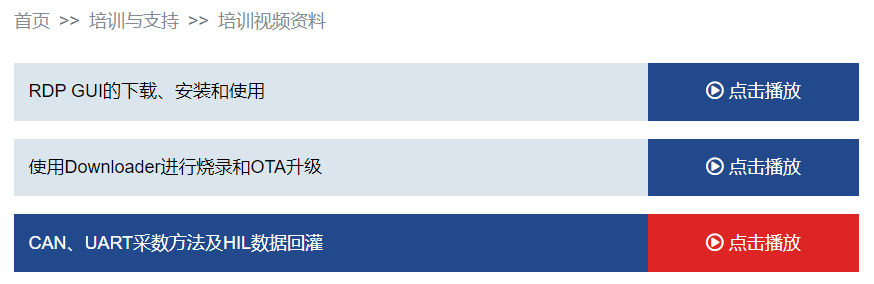 首页 >> 培训与支持 >> 培训视频资料
RDP GUI的下载、安装和使用 点击播放
使用Downloader进行烧录和OTA升级 点击播放
CAN、UART采数方法及HIL数据回灌 点击播放